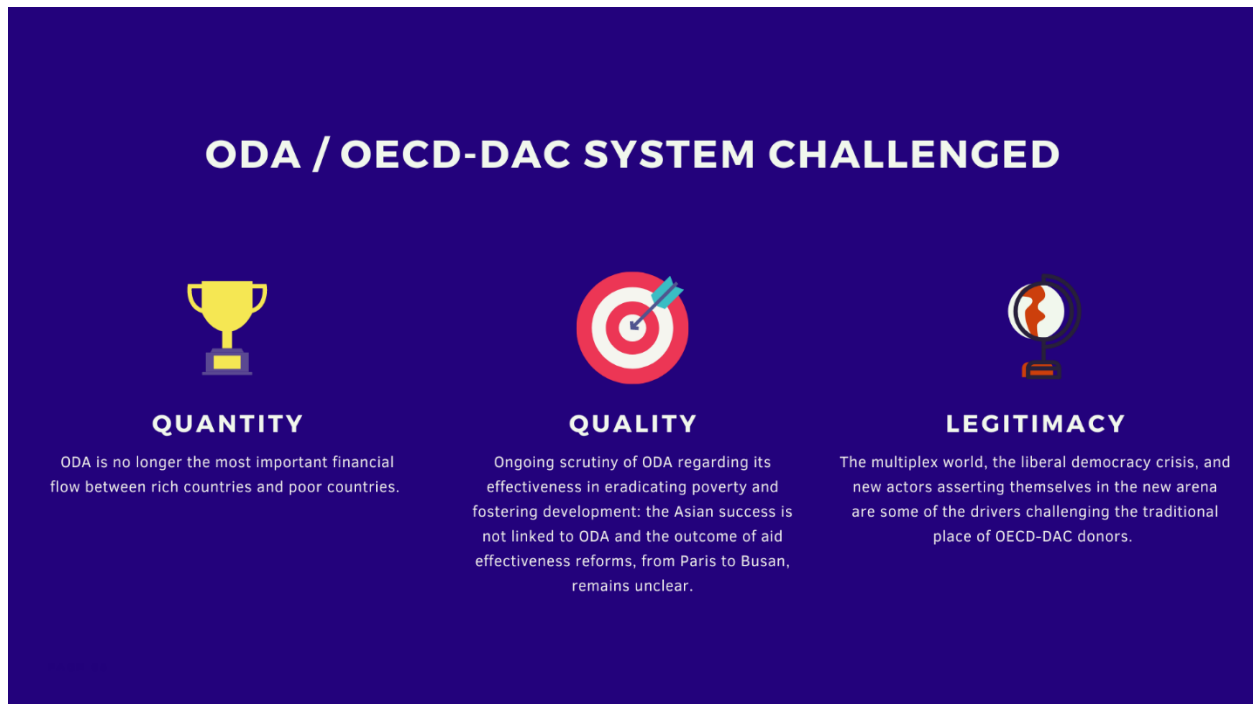 ODA / OECD-DAC SYSTEM CHALLENGED
QUANTITY
ODA is no longer the most important financial
flow between rich countries and poor countries.
QUALITY
Ongoing scrutiny of ODA regarding its
effectiveness in eradicating poverty and
fostering development: the Asian success is
not linked to ODA and the outcome of aid
effectiveness reforms, from Paris to Busan,
remains unclear.
LEGITIMACY
The multiplex world, the liberal democracy crisis, and
new actors asserting themselves in the new arena
are some of the drivers challenging the traditional
place of OECD-DAC donors.